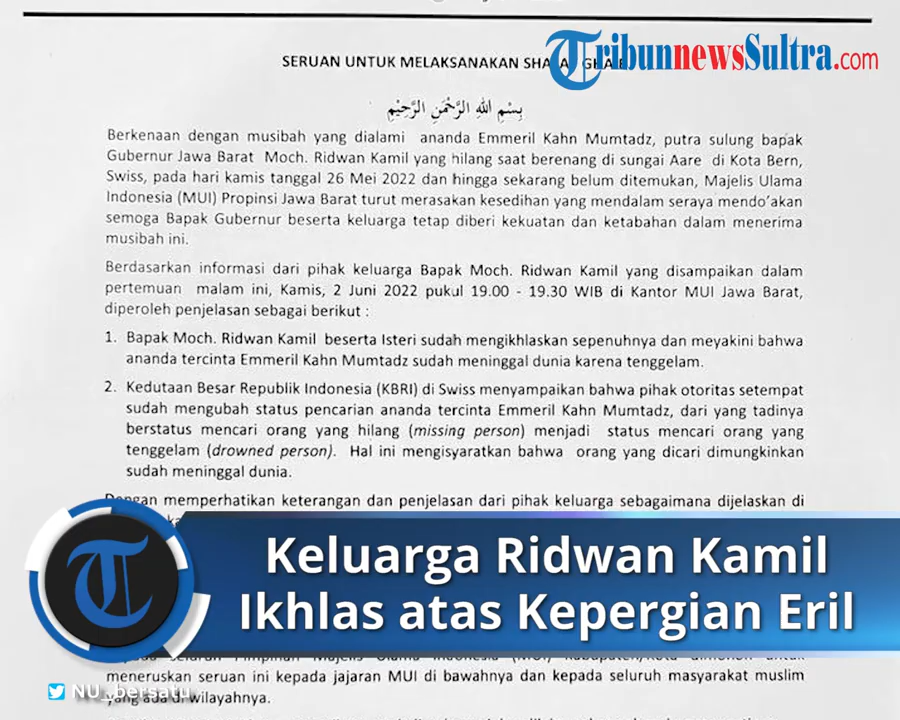 TribunnewsSultra.com
SERUAN UNTUK MELAKSANAKAN
بِسْمِ اللهِ الرَّحْمَنِ الرَّحِيْمِ
Berkenaan dengan musibah yang dialami ananda Emmeril Kahn Mumtadz, putra sulung bapak
Gubernur Jawa Barat Moch. Ridwan Kamil yang hilang saat berenang di sungai Aare di Kota Bern,
Swiss, pada hari kamis tanggal 26 Mei 2022 dan hingga sekarang belum ditemukan, Majelis Ulama
Indonesia (MUI) Propinsi Jawa Barat turut merasakan kesedihan yang mendalam seraya mendo’akan
semoga Bapak Gubernur beserta keluarga tetap diberi kekuatan dan ketabahan dalam menerima
musibah ini.
Berdasarkan informasi dari pihak keluarga Bapak Moch. Ridwan Kamil yang disampaikan dalam
pertemuan malam ini, Kamis, 2 Juni 2022 pukul 19.00 - 19.30 WIB di Kantor MUI Jawa Barat,
diperoleh penjelasan sebagai berikut :
1. Bapak Moch. Ridwan Kamil beserta Isteri sudah mengikhlaskan sepenuhnya dan meyakini bahwa
ananda tercinta Emmeril Kahn Mumtadz sudah meninggal dunia karena tenggelam.
2. Kedutaan Besar Republik Indonesia (KBRI) di Swiss menyampaikan bahwa pihak otoritas setempat
sudah mengubah status pencarian ananda tercinta Emmeril Kahn Mumtadz, dari yang tadinya
berstatus mencari orang yang hilang (missing person) menjadi status mencari orang yang
tenggelam (drowned person). Hal ini mengisyaratkan bahwa orang yang dicari dimungkinkan
sudah meninggal dunia.
Dengan memperhatikan keterangan dan penjelasan dari pihak keluarga sebagaimana dijelaskan di
Keluarga Ridwan Kamil
Ikhlas atas Kepergian Eril
meneruskan seruan ini kepada jajaran MUI di bawahnya dan kepada seluruh masyarakat muslim
yang ada di wilayahnya.
NU_bersatu